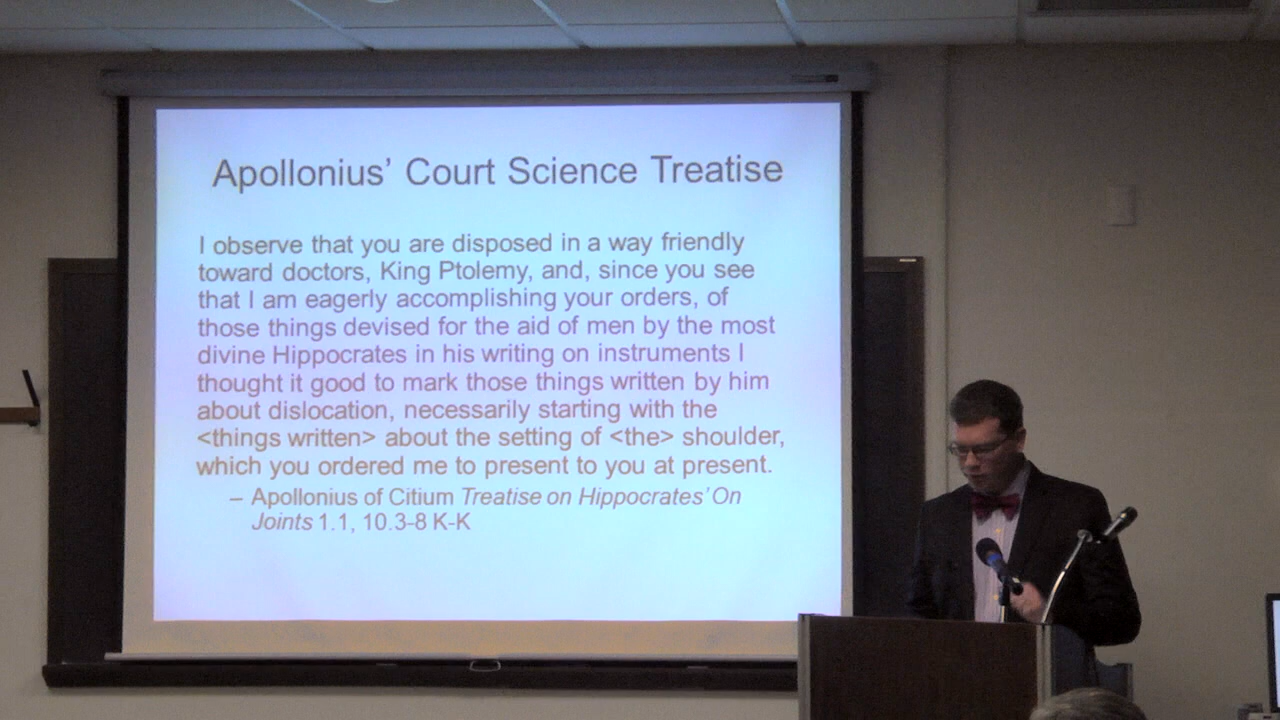 Apollonius’ Court Science Treatise
I observe that you are disposed in a way friendly
toward doctors, King Ptolemy, and, since you see
that I am eagerly accomplishing your orders, of
those things devised for the aid of men by the most
divine Hippocrates in his writing on instruments I
thought it good to mark those things written by him
about dislocation, necessarily starting with the
<things written> about the setting of <the> shoulder,
which you ordered me to present to you at present.
– Apollonius of Citium Treatise on Hippocrates’ On
Joints 1.1, 10.3-8 K-K